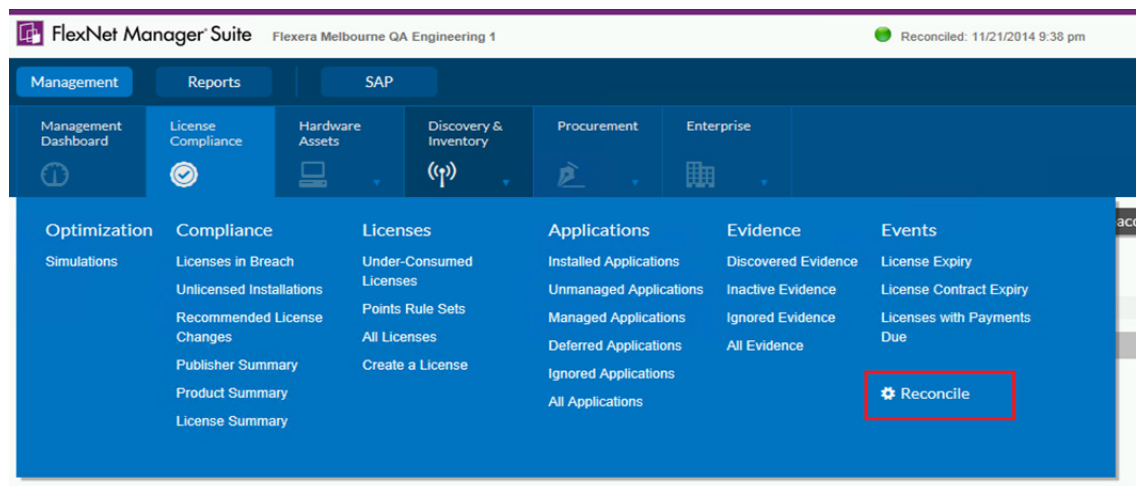 FlexNet Manager® Suite Flexera Melbourne QA Engineering 1 Reconciled: 11/21/2014 9:38 pm
Management Reports SAP
Management License Hardware Discovery & Procurement Enterprise
Dashboard Compliance Assets Inventory
Optimization
Simulations
Compliance
Licenses in Breach
Unlicensed Installations
Recommended License
Changes
Publisher Summary
Product Summary
License Summary
Licenses
Under-Consumed
Licenses
Points Rule Sets
All Licenses
Create a License
Applications
Installed Applications
Unmanaged Applications
Managed Applications
Deferred Applications
Ignored Applications
All Applications
Evidence
Discovered Evidence
Inactive Evidence
Ignored Evidence
All Evidence
Events
License Expiry
License Contract Expiry
Licenses with Payments
Due
Reconcile